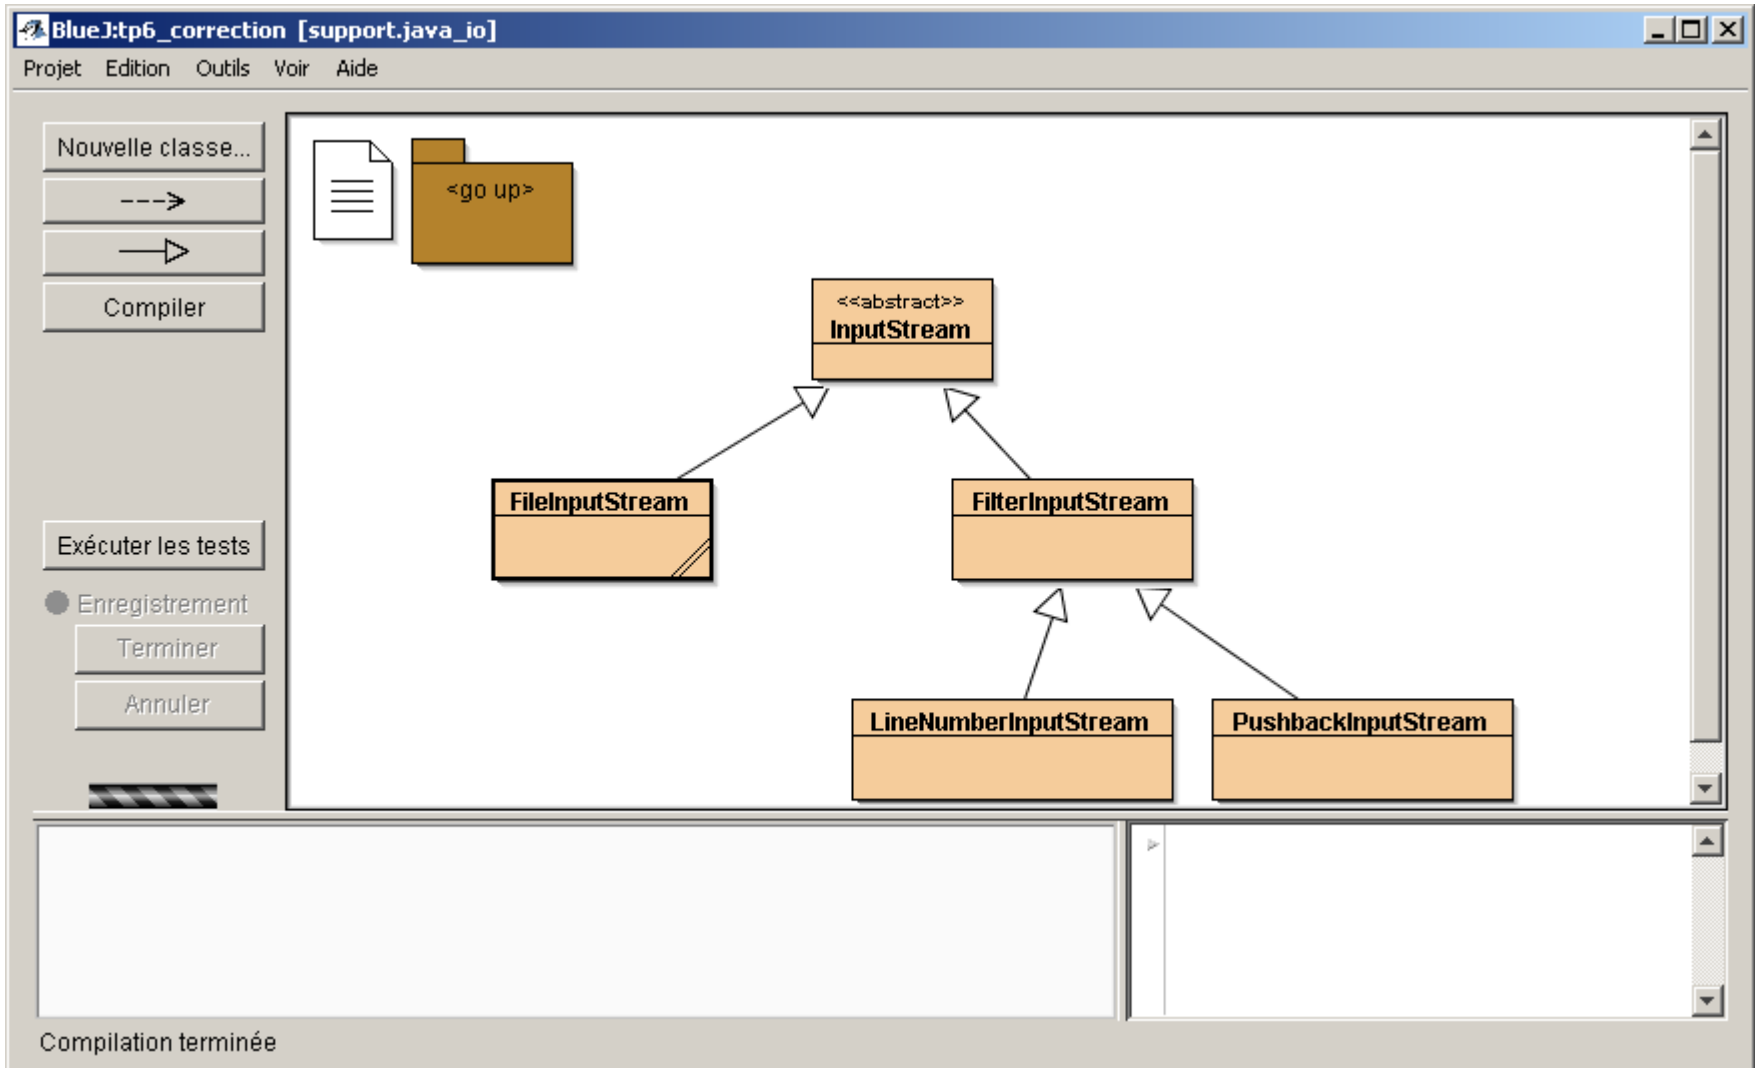 BlueJ:tp6_correction [support.java_io]
Projet Edition Outils Voir Aide
Nouvelle classe...
Compiler
Exécuter les tests
Enregistrement
Terminer
Annuler
<go up>
<<abstract>>
InputStream
FileInputStream
FilterInputStream
LineNumberInputStream
PushbackInputStream
Compilation terminée